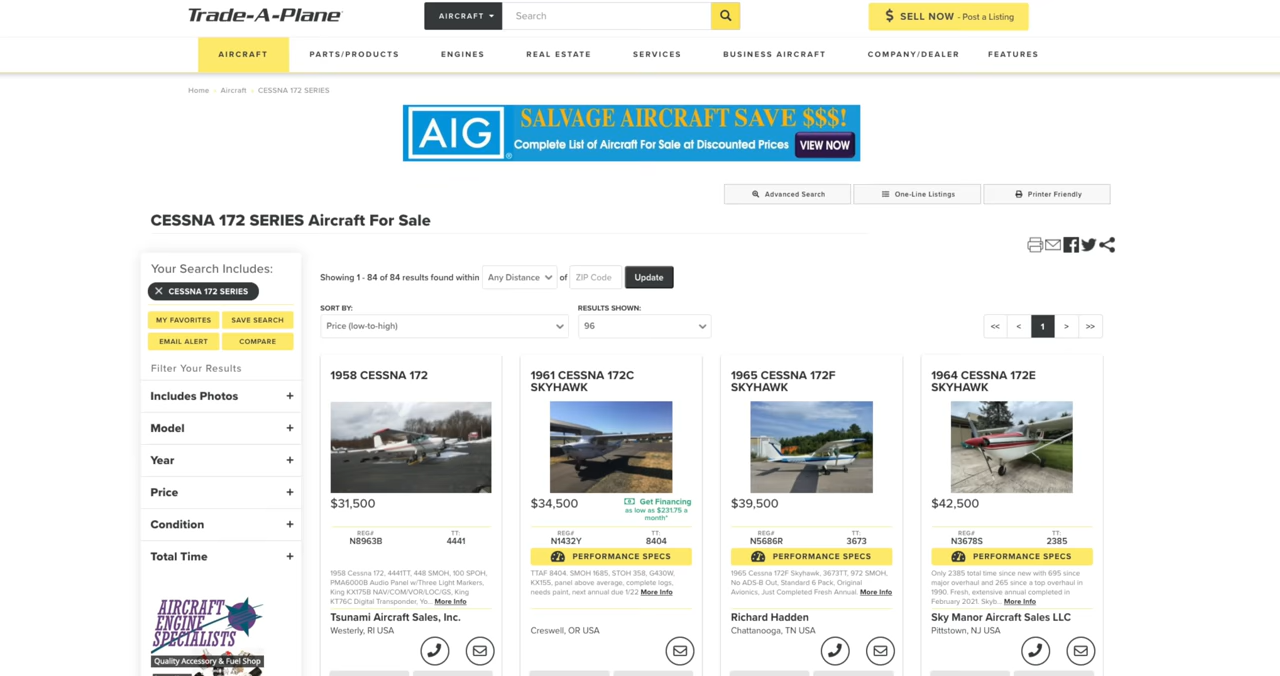 Trade-A-Plane
AIRCRAFT
Search
$ SELL NOW - Post a Listing
AIRCRAFT PARTS/PRODUCTS ENGINES REAL ESTATE SERVICES BUSINESS AIRCRAFT COMPANY/DEALER FEATURES
Home Aircraft CESSNA 172 SERIES
AIG
SALVAGE AIRCRAFT SAVE $$$!
Complete List of Aircraft For Sale at Discounted Prices
VIEW NOW
Advanced Search One-Line Listings Printer Friendly
CESSNA 172 SERIES Aircraft For Sale
Your Search Includes:
CESSNA 172 SERIES
MY FAVORITES SAVE SEARCH
EMAIL ALERT COMPARE
Filter Your Results
Includes Photos +
Model +
Year +
Price +
Condition +
Total Time +
AIRCRAFT
ENGINE
SPECIALISTS
Quality Accessory & Fuel Shop
Showing 1 - 84 of 84 results found within Any Distance of ZIP Code Update
SORT BY: RESULTS SHOWN:
Price (low-to-high) 96
<< < 1 > >>
1958 CESSNA 172
$31,500
REG# TT:
N8963B 4441
1958 Cessna 172, 4441TT, 448 SMOH, 100 SPOH,
PMA6000B Audio Panel w/Three Light Markers,
King KX175B NAV/COM/VOR/LOC/GS, King
KT76C Digital Transponder, Yo... More Info
Tsunami Aircraft Sales, Inc.
Westerly, RI USA
1961 CESSNA 172C
SKYHAWK
$34,500
Get Financing
as low as $231.75 a
month*
REG# TT:
N1432Y 8404
PERFORMANCE SPECS
TTAF 8404. SMOH 1685, STOH 358, G430W,
KX155, panel above average, complete logs,
needs paint, next annual due 1/22 More Info
Creswell, OR USA
1965 CESSNA 172F
SKYHAWK
$39,500
REG# TT:
N5686R 3673
PERFORMANCE SPECS
1965 Cessna 172F Skyhawk, 3673TT, 972 SMOH,
No ADS-B Out, Standard 6 Pack, Original
Avionics, Just Completed Fresh Annual. More Info
Richard Hadden
Chattanooga, TN USA
1964 CESSNA 172E
SKYHAWK
$42,500
REG# TT:
N3678S 2385
PERFORMANCE SPECS
Only 2385 total time since new with 695 since
major overhaul and 265 since a top overhaul in
1990. Fresh, extensive annual completed in
February 2021. Skyb... More Info
Sky Manor Aircraft Sales LLC
Pittstown, NJ USA